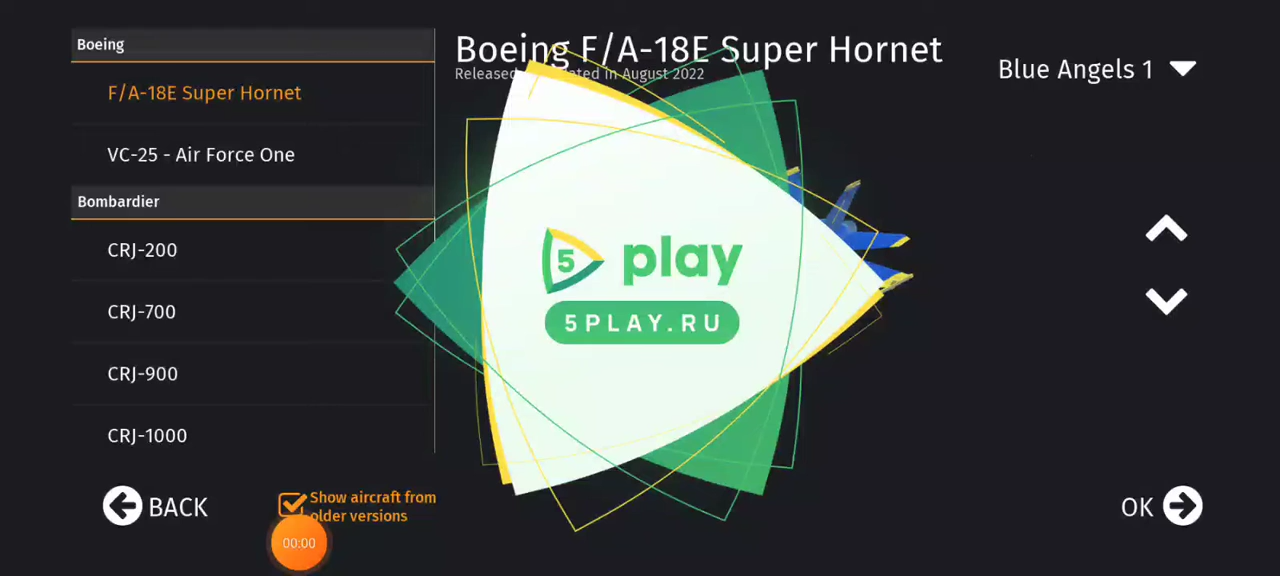 Boeing
F/A-18E Super Hornet
VC-25 - Air Force One
Bombardier
CRJ-200
CRJ-700
CRJ-900
CRJ-1000
BACK
Show aircraft from
older versions
00:00
Boeing F/A-18E Super Hornet
Released in August 2022
Blue Angels 1
5 play
5PLAY.RU
OK